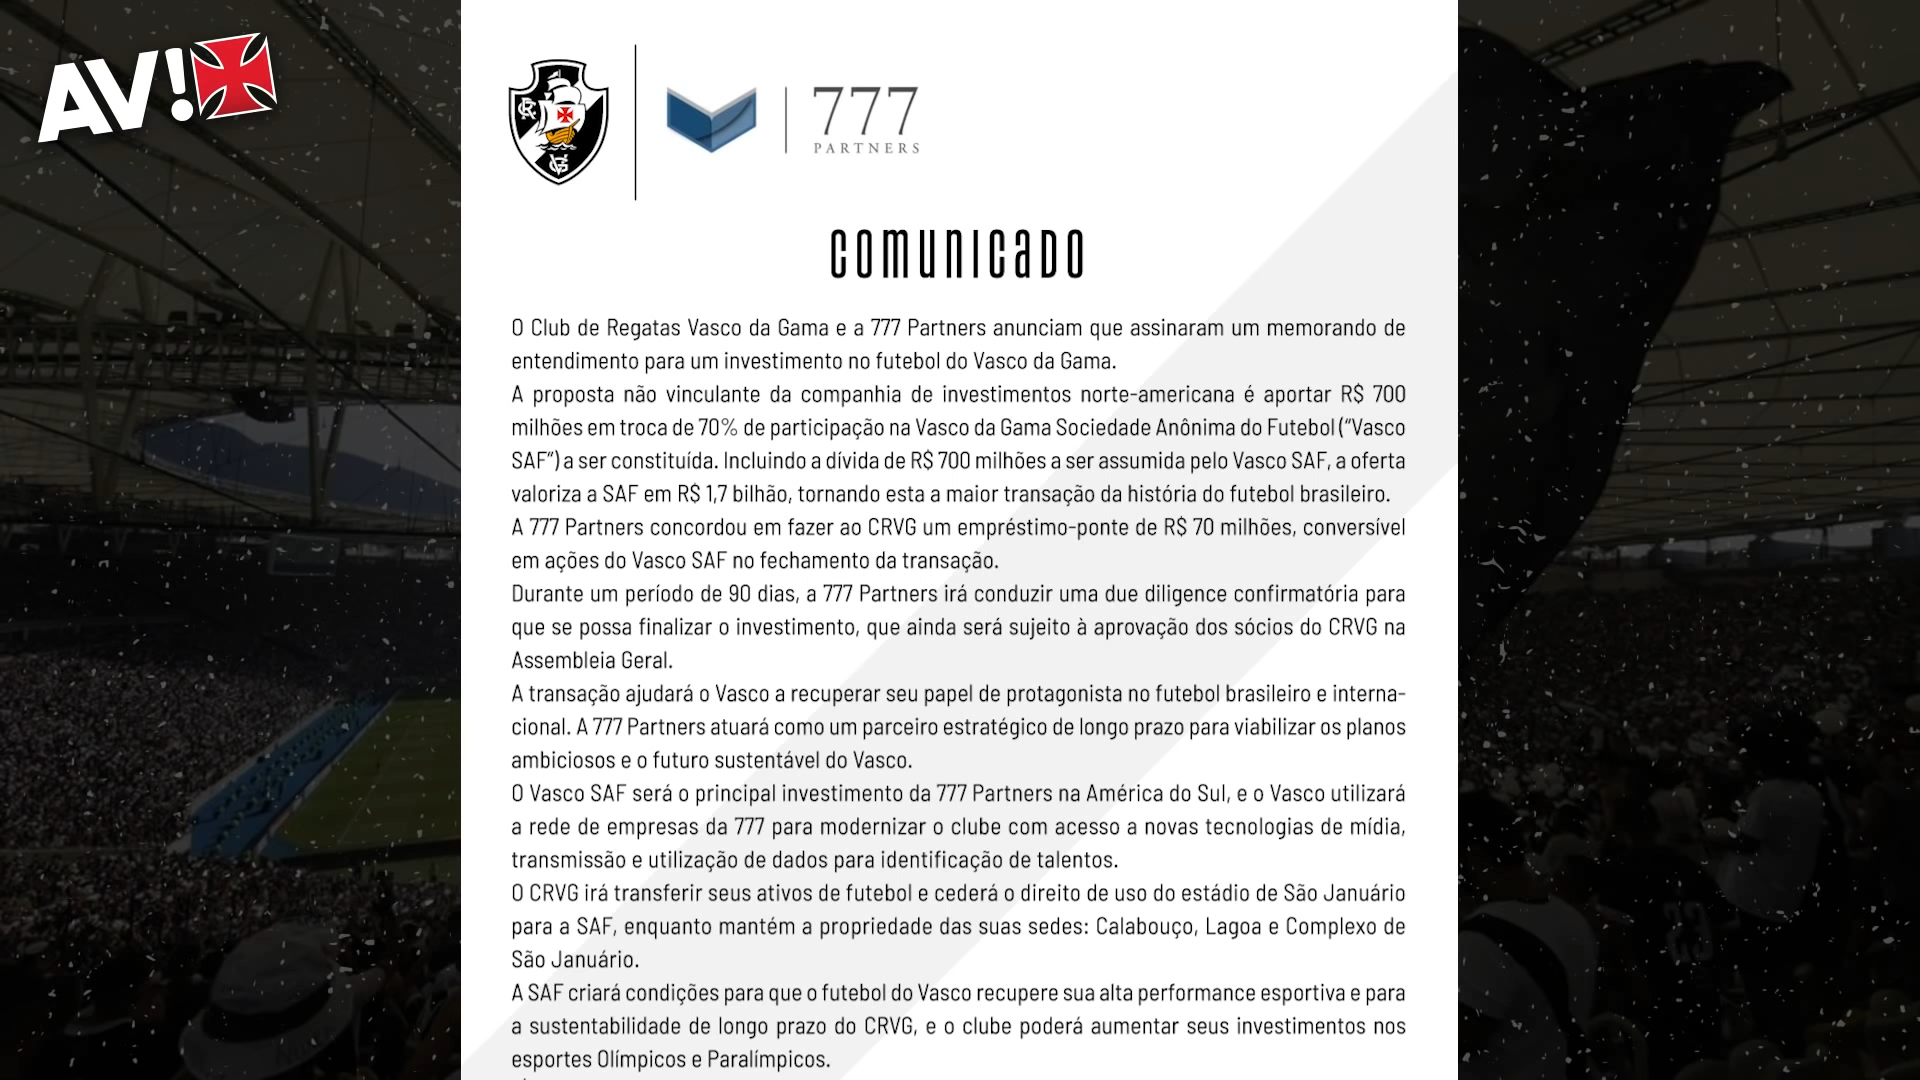 AV!
777
PARTNERS
COMUNICADO
O Club de Regatas Vasco da Gama e a 777 Partners anunciam que assinaram um memorando de
entendimento para um investimento no futebol do Vasco da Gama.
A proposta não vinculante da companhia de investimentos norte-americana é aportar R$ 700
milhões em troca de 70% de participação na Vasco da Gama Sociedade Anônima do Futebol (“Vasco
SAF”) a ser constituída. Incluindo a dívida de R$ 700 milhões a ser assumida pelo Vasco SAF, a oferta
valoriza a SAF em R$ 1,7 bilhão, tornando esta a maior transação da história do futebol brasileiro.
A 777 Partners concordou em fazer ao CRVG um empréstimo-ponte de R$ 70 milhões, conversível
em ações do Vasco SAF no fechamento da transação.
Durante um período de 90 dias, a 777 Partners irá conduzir uma due diligence confirmatória para
que se possa finalizar o investimento, que ainda será sujeito à aprovação dos sócios do CRVG na
Assembleia Geral.
A transação ajudará o Vasco a recuperar seu papel de protagonista no futebol brasileiro e interna-
cional. A 777 Partners atuará como um parceiro estratégico de longo prazo para viabilizar os planos
ambiciosos e o futuro sustentável do Vasco.
O Vasco SAF será o principal investimento da 777 Partners na América do Sul, e o Vasco utilizará
a rede de empresas da 777 para modernizar o clube com acesso a novas tecnologias de mídia,
transmissão e utilização de dados para identificação de talentos.
O CRVG irá transferir seus ativos de futebol e cederá o direito de uso do estádio de São Januário
para a SAF, enquanto mantém a propriedade das suas sedes: Calabouço, Lagoa e Complexo de
São Januário.
A SAF criará condições para que o futebol do Vasco recupere sua alta performance esportiva e para
a sustentabilidade de longo prazo do CRVG, e o clube poderá aumentar seus investimentos nos
esportes Olímpicos e Paralímpicos.